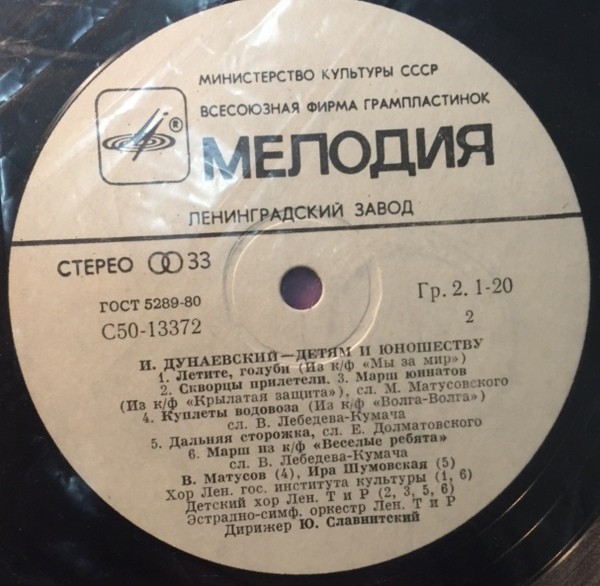 МИНИСТЕРСТВО КУЛЬТУРЫ СССР
ВСЕСОЮЗНАЯ ФИРМА ГРАМПЛАСТИНОК
®
МЕЛОДИЯ
ЛЕНИНГРАДСКИЙ ЗАВОД
СТЕРЕО 33
ГОСТ 5289-80
Гр. 2. 1-20
С50-13372
2
И. ДУНАЕВСКИЙ—ДЕТЯМ И ЮНОШЕСТВУ
1. Летите, голуби (Из к/ф «Мы за мир»)
2. Скворцы прилетели. 3. Марш юннатов
(Из к/ф «Крылатая защита»), сл. М. Матусовского
4. Куплеты водовоза (Из к/ф «Волга-Волга»)
сл. В. Лебедева-Кумача
5. Дальняя сторожка, сл. Е. Долматовского
6. Марш из к/ф «Веселые ребята»
сл. В. Лебедева-Кумача
В. Матусов (4), Ира Шумовская (5)
Хор Лен. гос. института культуры (1, 6)
Детский хор Лен. Т и Р (2, 3, 5, 6)
Эстрадно-симф. оркестр Лен. Т и Р
Дирижер Ю. Славнитский